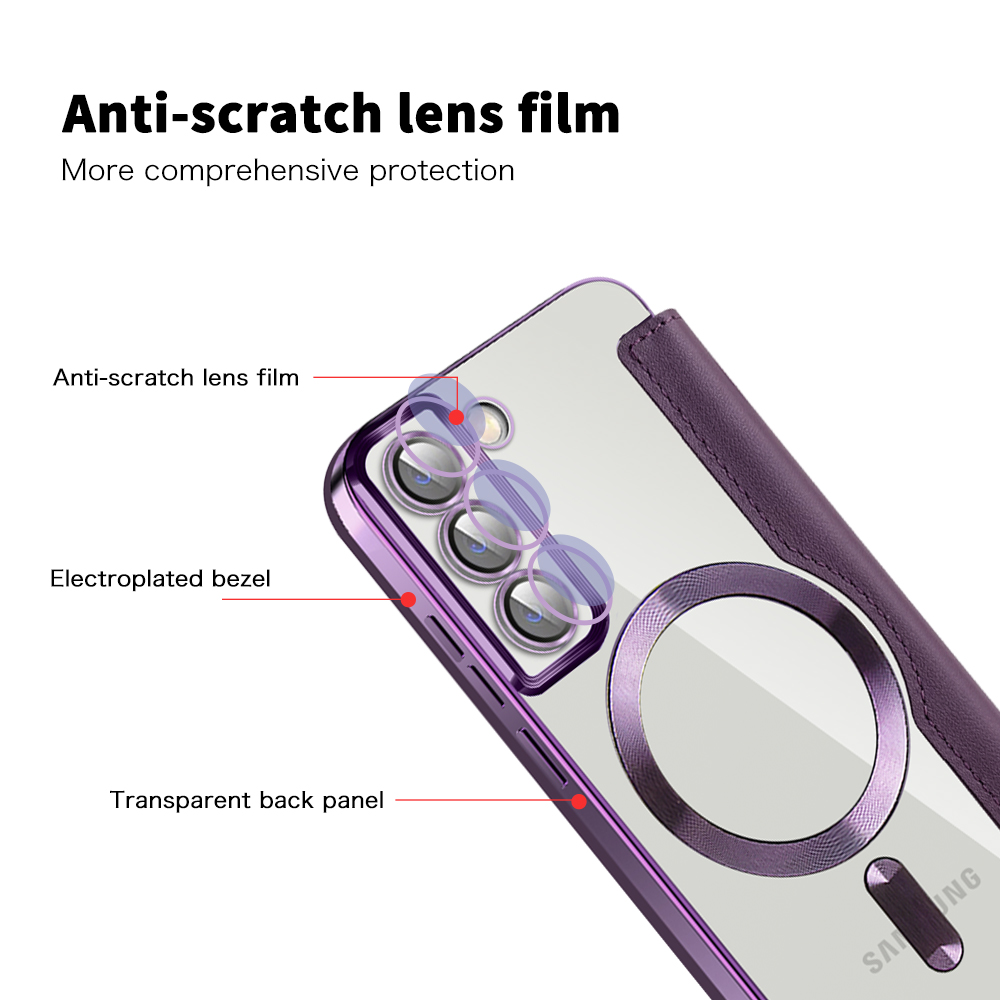 Anti-scratch lens film
More comprehensive protection
Anti-scratch lens film
Electroplated bezel
Transparent back panel